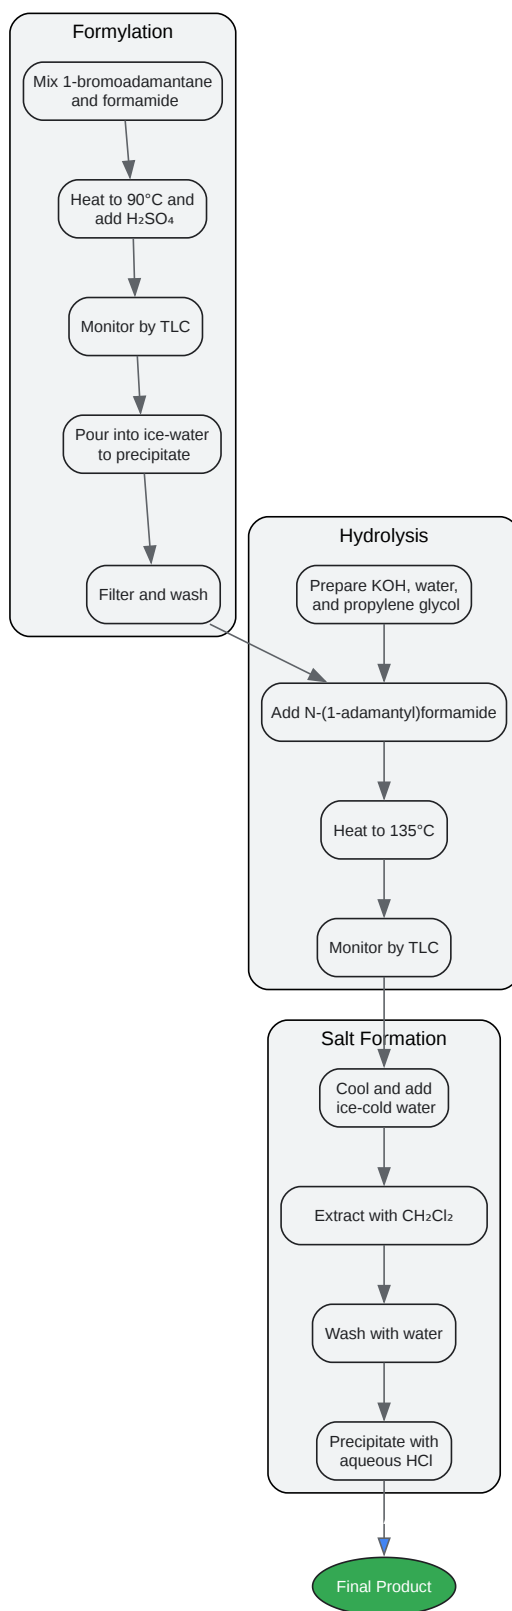 Formylation
Mix 1-bromoadamantane
and formamide
Heat to 90°C and
add H₂SO₄
Monitor by TLC
Pour into ice-water
to precipitate
Filter and wash
Hydrolysis
Prepare KOH, water,
and propylene glycol
Add N-(1-adamantyl)formamide
Heat to 135°C
Monitor by TLC
Salt Formation
Cool and add
ice-cold water
Extract with CH₂Cl₂
Wash with water
Precipitate with
aqueous HCl
Final Product